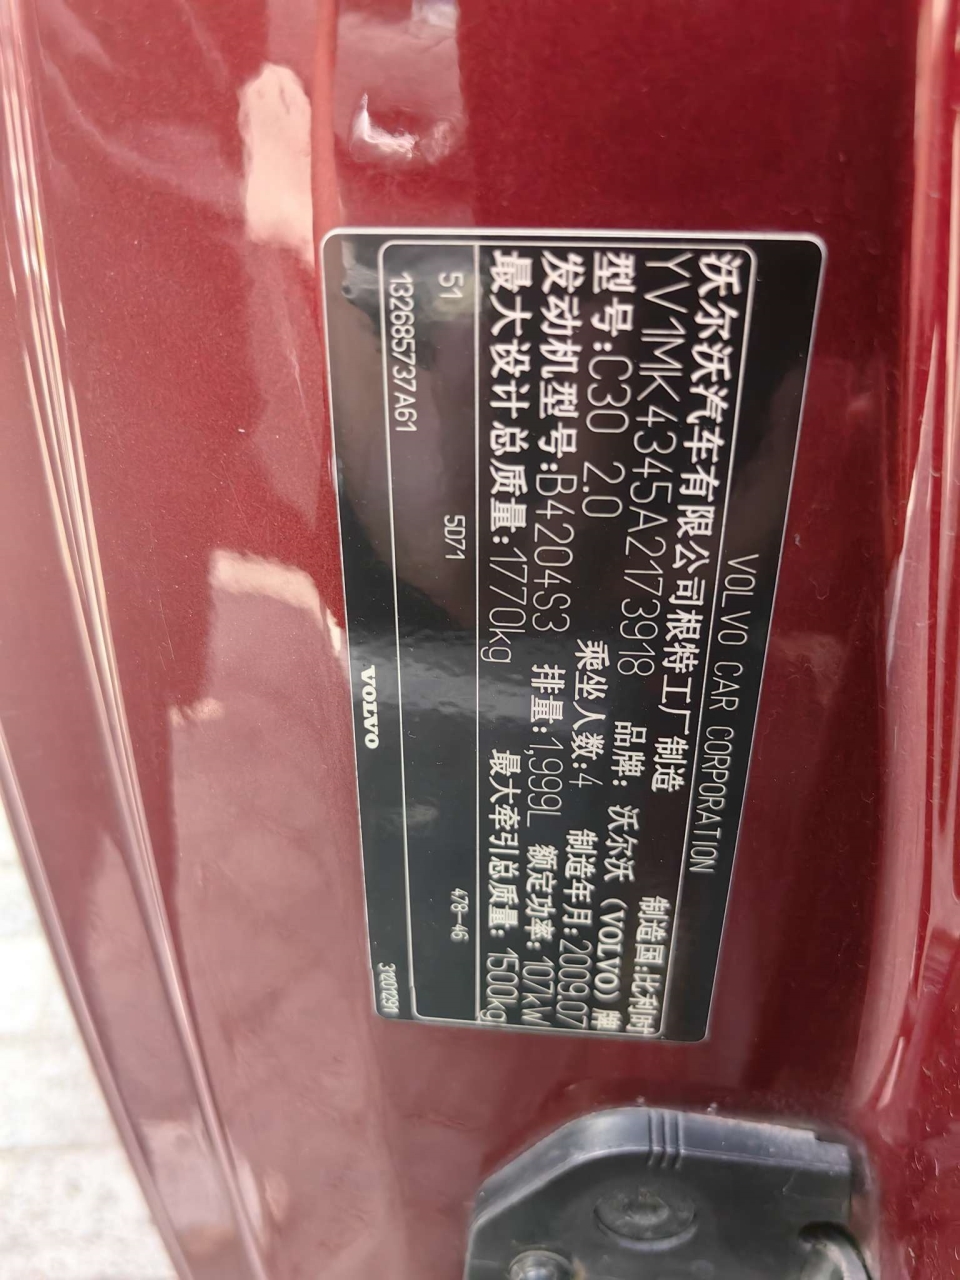 VOLVO CAR CORPORATION
沃尔沃汽车有限公司根特工厂制造 制造国:比利时
YV1MK4345A2173918 品牌: 沃尔沃（VOLVO）牌
型号:C30 2.0 乘坐人数:4 制造年月:2009.07
发动机型号:B4204S3 排量:1,999L 额定功率:107kW
最大设计总质量:1770kg 最大牵引总质量: 1500kg
51 5D71 478-46
132685737A61
VOLVO 31201291